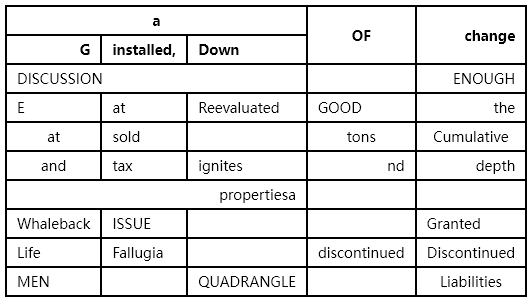 a OF change
G installed, Down
DISCUSSION ENOUGH
E at Reevaluated GOOD the
at sold tons Cumulative
and tax ignites nd depth
propertiesa
Whaleback ISSUE Granted
Life Fallugia discontinued Discontinued
MEN QUADRANGLE Liabilities